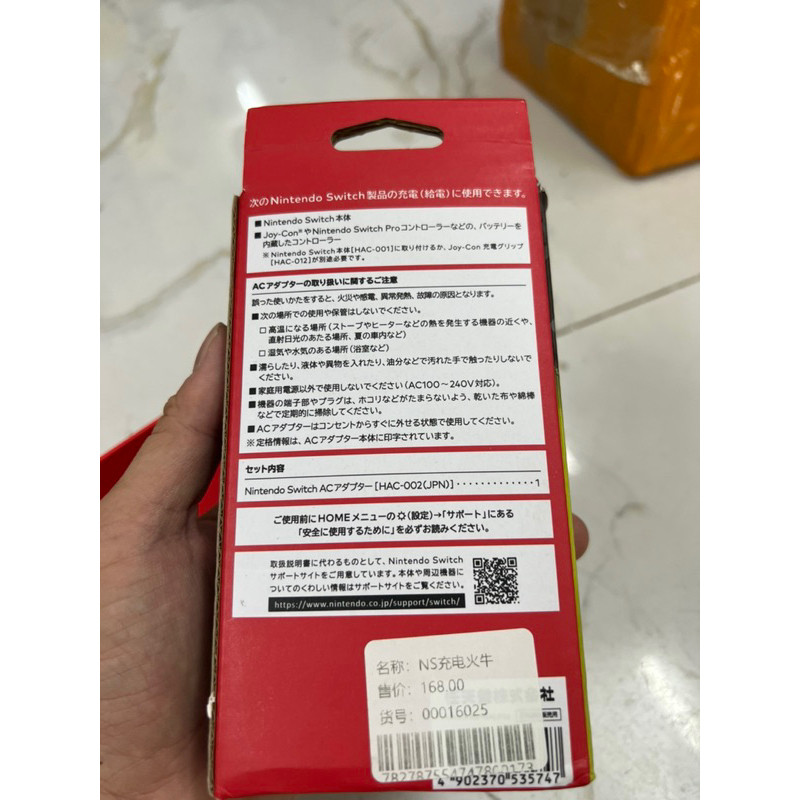 次のNintendo Switch製品の充電(給電)に使用できます。
■ Nintendo Switch本体
■ Joy-Con®やNintendo Switch Proコントローラーなどの、バッテリーを
内蔵したコントローラー
※ Nintendo Switch本体[HAC-001]に取り付けるか、Joy-Con 充電グリップ
[HAC-012]が別途必要です。
ACアダプターの取り扱いに関するご注意
誤った使いかたをすると、火災や感電、異常発熱、故障の原因となります。
■次の場所での使用や保管はしないでください。
□ 高温になる場所(ストーブやヒーターなどの熱を発生する機器の近くや、
直射日光のあたる場所、夏の車内など)
□ 湿気や水気のある場所(浴室など)
■濡らしたり、液体や異物を入れたり、油分などで汚れた手で触ったりしないで
ください。
■家庭用電源以外で使用しないでください(AC100~240V対応)。
■機器の端子部やプラグは、ホコリなどがたまらないよう、乾いた布や綿棒
などで定期的に掃除してください。
■ACアダプターはコンセントからすぐに外せる状態で使用してください。
※定格情報は、ACアダプター本体に印字されています。
セット内容
Nintendo Switch ACアダプター [HAC-002(JPN)]·············1
ご使用前にHOMEメニューの(設定)→「サポート」にある
「安全に使用するために」を必ずお読みください。
取扱説明書に代わるものとして、Nintendo Switch
サポートサイトをご用意しています。本体や周辺機器に
ついてのくわしい情報はサポートサイトをご覧ください。
https://www.nintendo.co.jp/support/switch/
名称: NS充电火牛
售价: 168.00
货号: 00016025
社
4 902370 535747